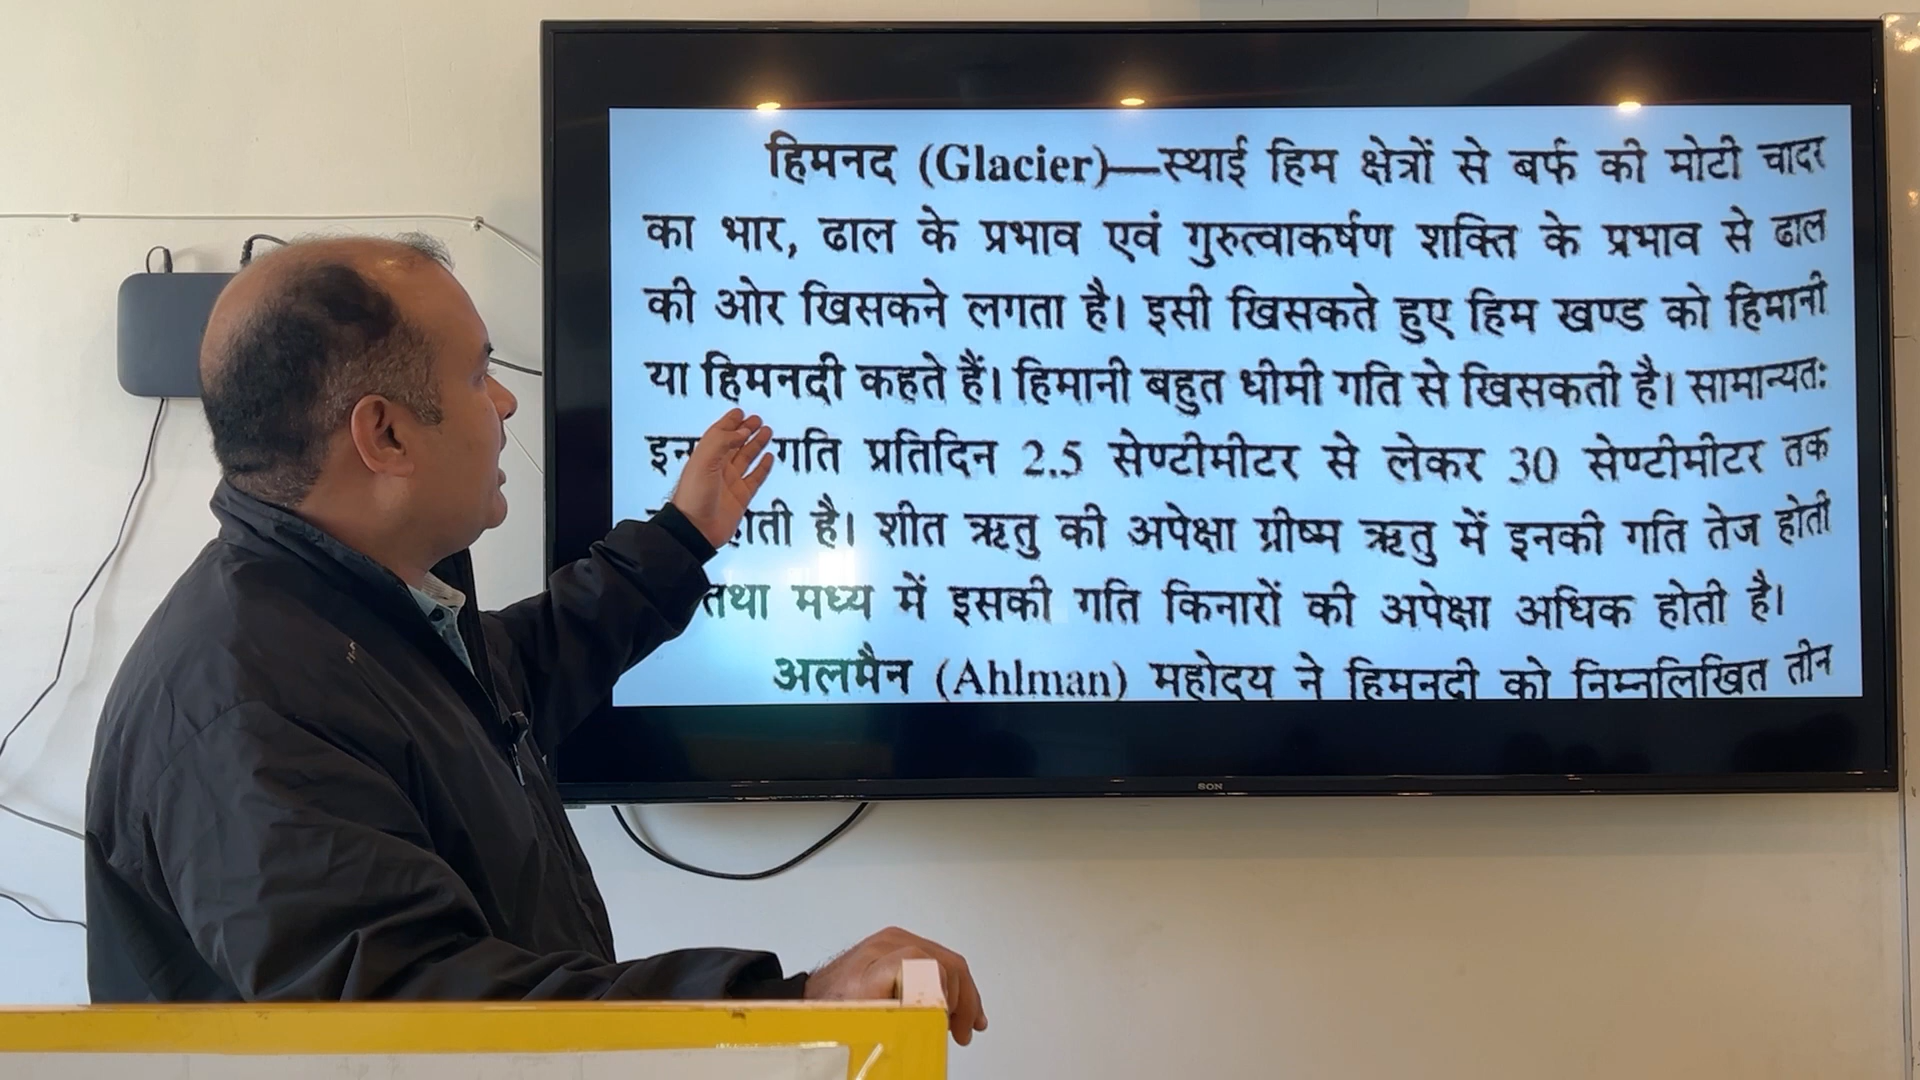 हिमनद (Glacier)—स्थाई हिम क्षेत्रों से बर्फ की मोटी चादर
का भार, ढाल के प्रभाव एवं गुरुत्वाकर्षण शक्ति के प्रभाव से ढाल
की ओर खिसकने लगता है। इसी खिसकते हुए हिम खण्ड को हिमानी
या हिमनदी कहते हैं। हिमानी बहुत धीमी गति से खिसकती है। सामान्यतः
गति प्रतिदिन 2.5 सेण्टीमीटर से लेकर 30 सेण्टीमीटर तक
होती है। शीत ऋतु की अपेक्षा ग्रीष्म ऋतु में इनकी गति तेज होती
तथा मध्य में इसकी गति किनारों की अपेक्षा अधिक होती है।
अलमैन (Ahlman) महोदय ने हिमनदी को निम्नलिखित तीन
SON